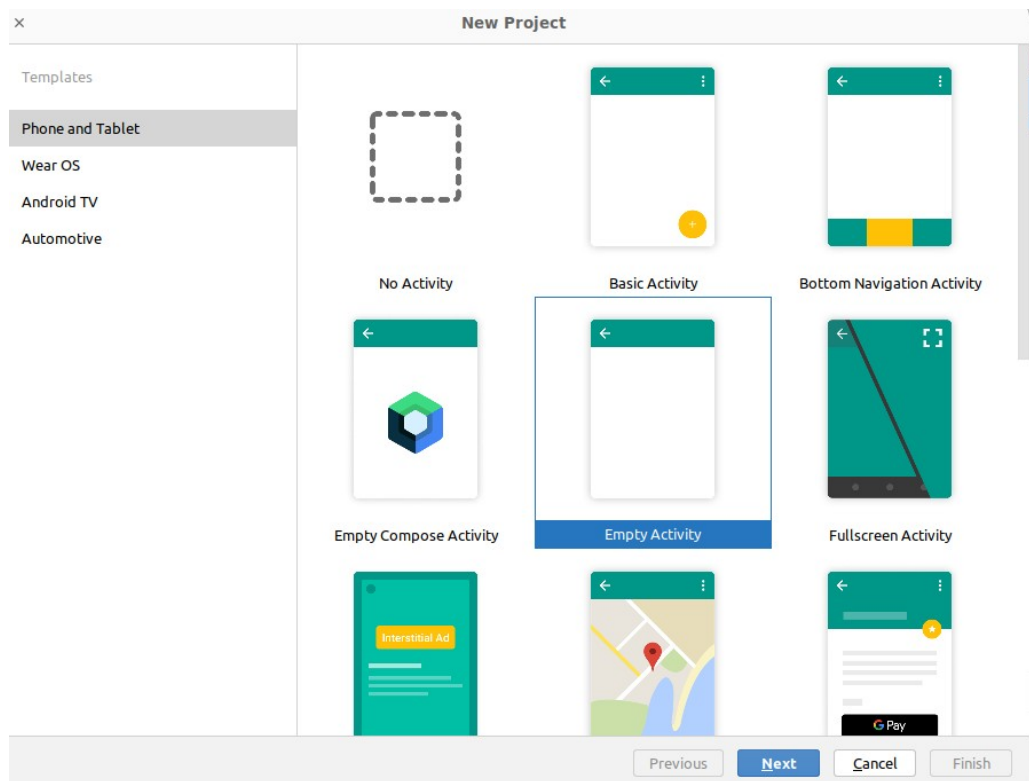 New Project
Templates
Phone and Tablet
Wear OS
Android TV
Automotive
No Activity
Basic Activity
Bottom Navigation Activity
Empty Compose Activity
Empty Activity
Fullscreen Activity
Interstitial Ad
G Pay
Previous
Next
Cancel
Finish